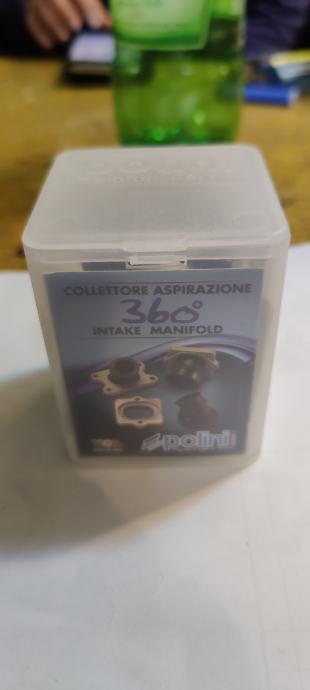 COLLETTORE ASPIRAZIONE
360°
INTAKE MANIFOLD
polini